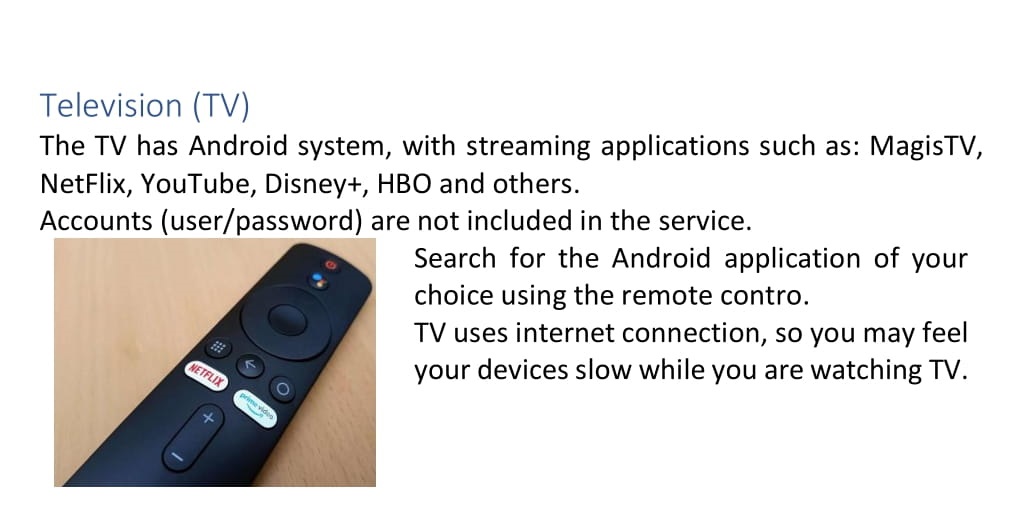 Television (TV)
The TV has Android system, with streaming applications such as: MagisTV,
NetFlix, YouTube, Disney+, HBO and others.
Accounts (user/password) are not included in the service.
Search for the Android application of your
choice using the remote contro.
TV uses internet connection, so you may feel
your devices slow while you are watching TV.
NETFLIX
prime video